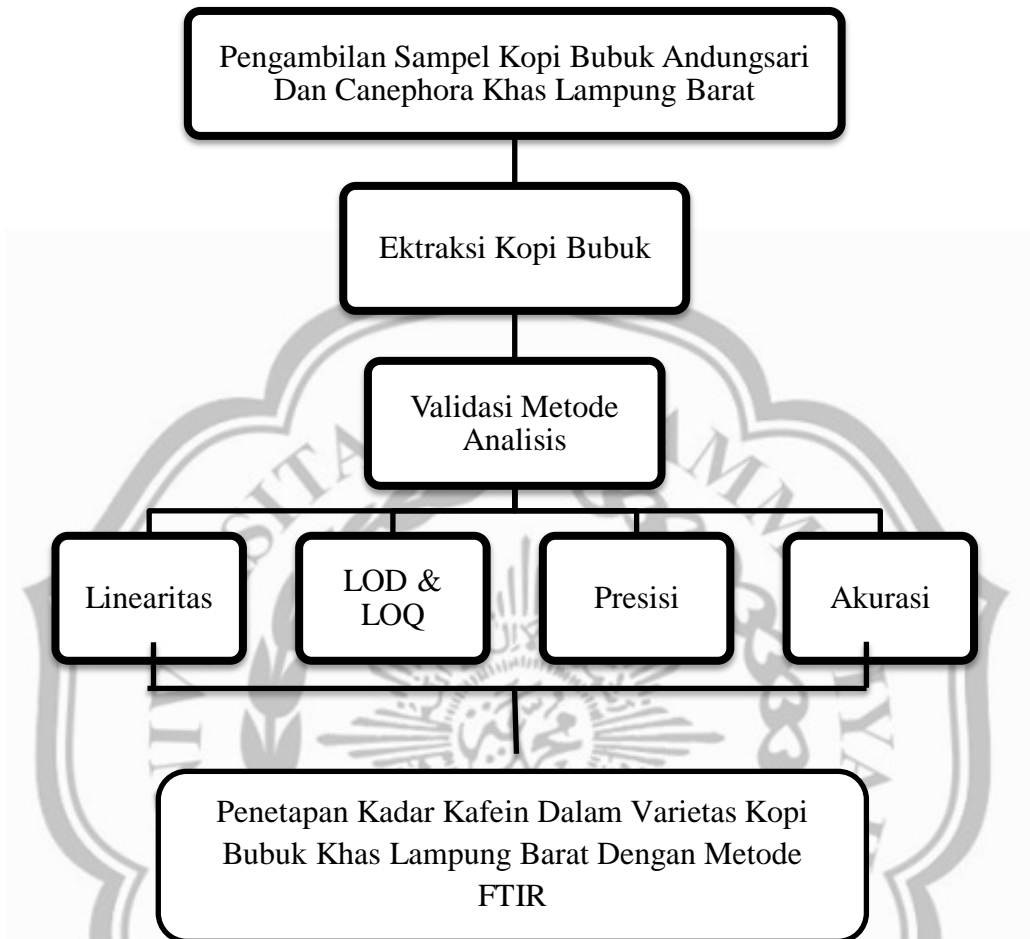 Pengambilan Sampel Kopi Bubuk Andungsari
Dan Canephora Khas Lampung Barat
Ektraksi Kopi Bubuk
Validasi Metode
Analisis
Linearitas
LOD &
LOQ
Presisi
Akurasi
Penetapan Kadar Kafein Dalam Varietas Kopi
Bubuk Khas Lampung Barat Dengan Metode
FTIR